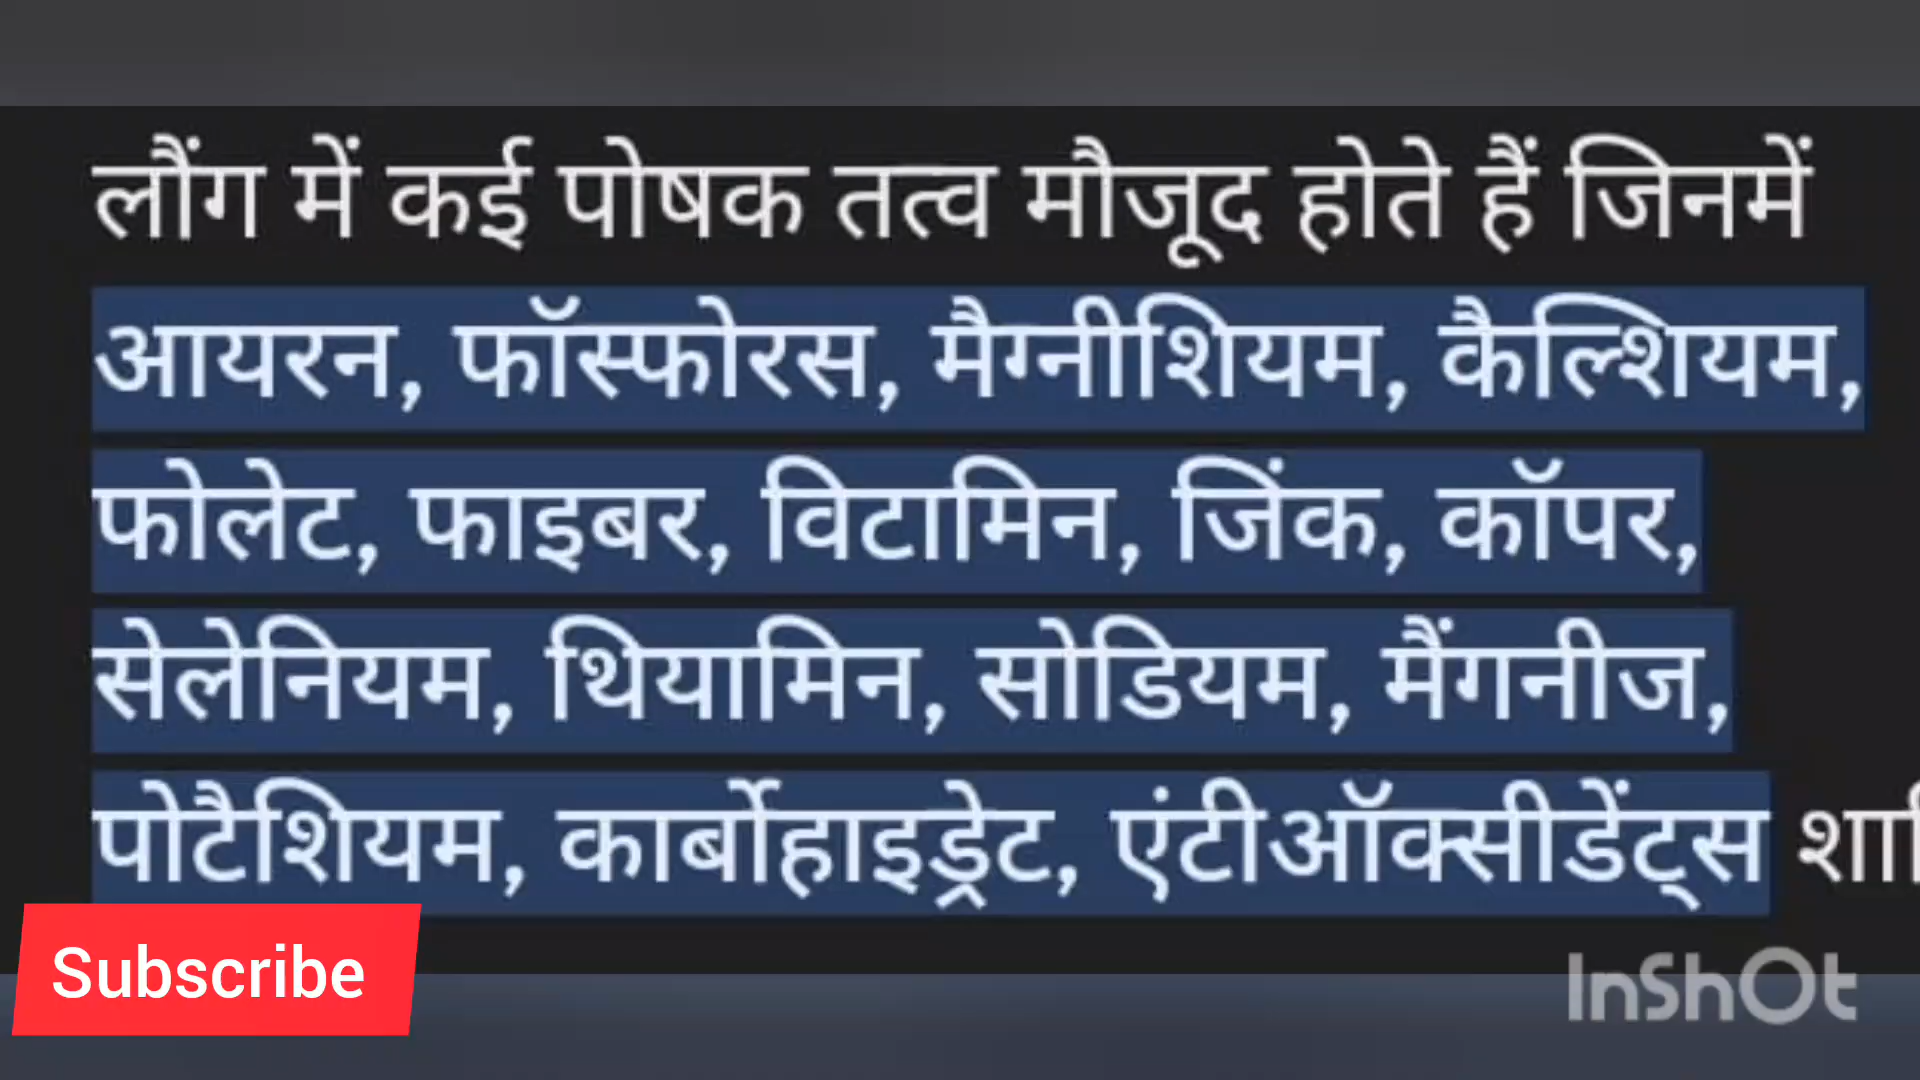 लौंग में कई पोषक तत्व मौजूद होते हैं जिनमें
आयरन, फॉस्फोरस, मैग्नीशियम, कैल्शियम,
फोलेट, फाइबर, विटामिन, जिंक, कॉपर,
सेलेनियम, थियामिन, सोडियम, मैंगनीज,
पोटैशियम, कार्बोहाइड्रेट, एंटीऑक्सीडेंट्स
Subscribe
InShOt